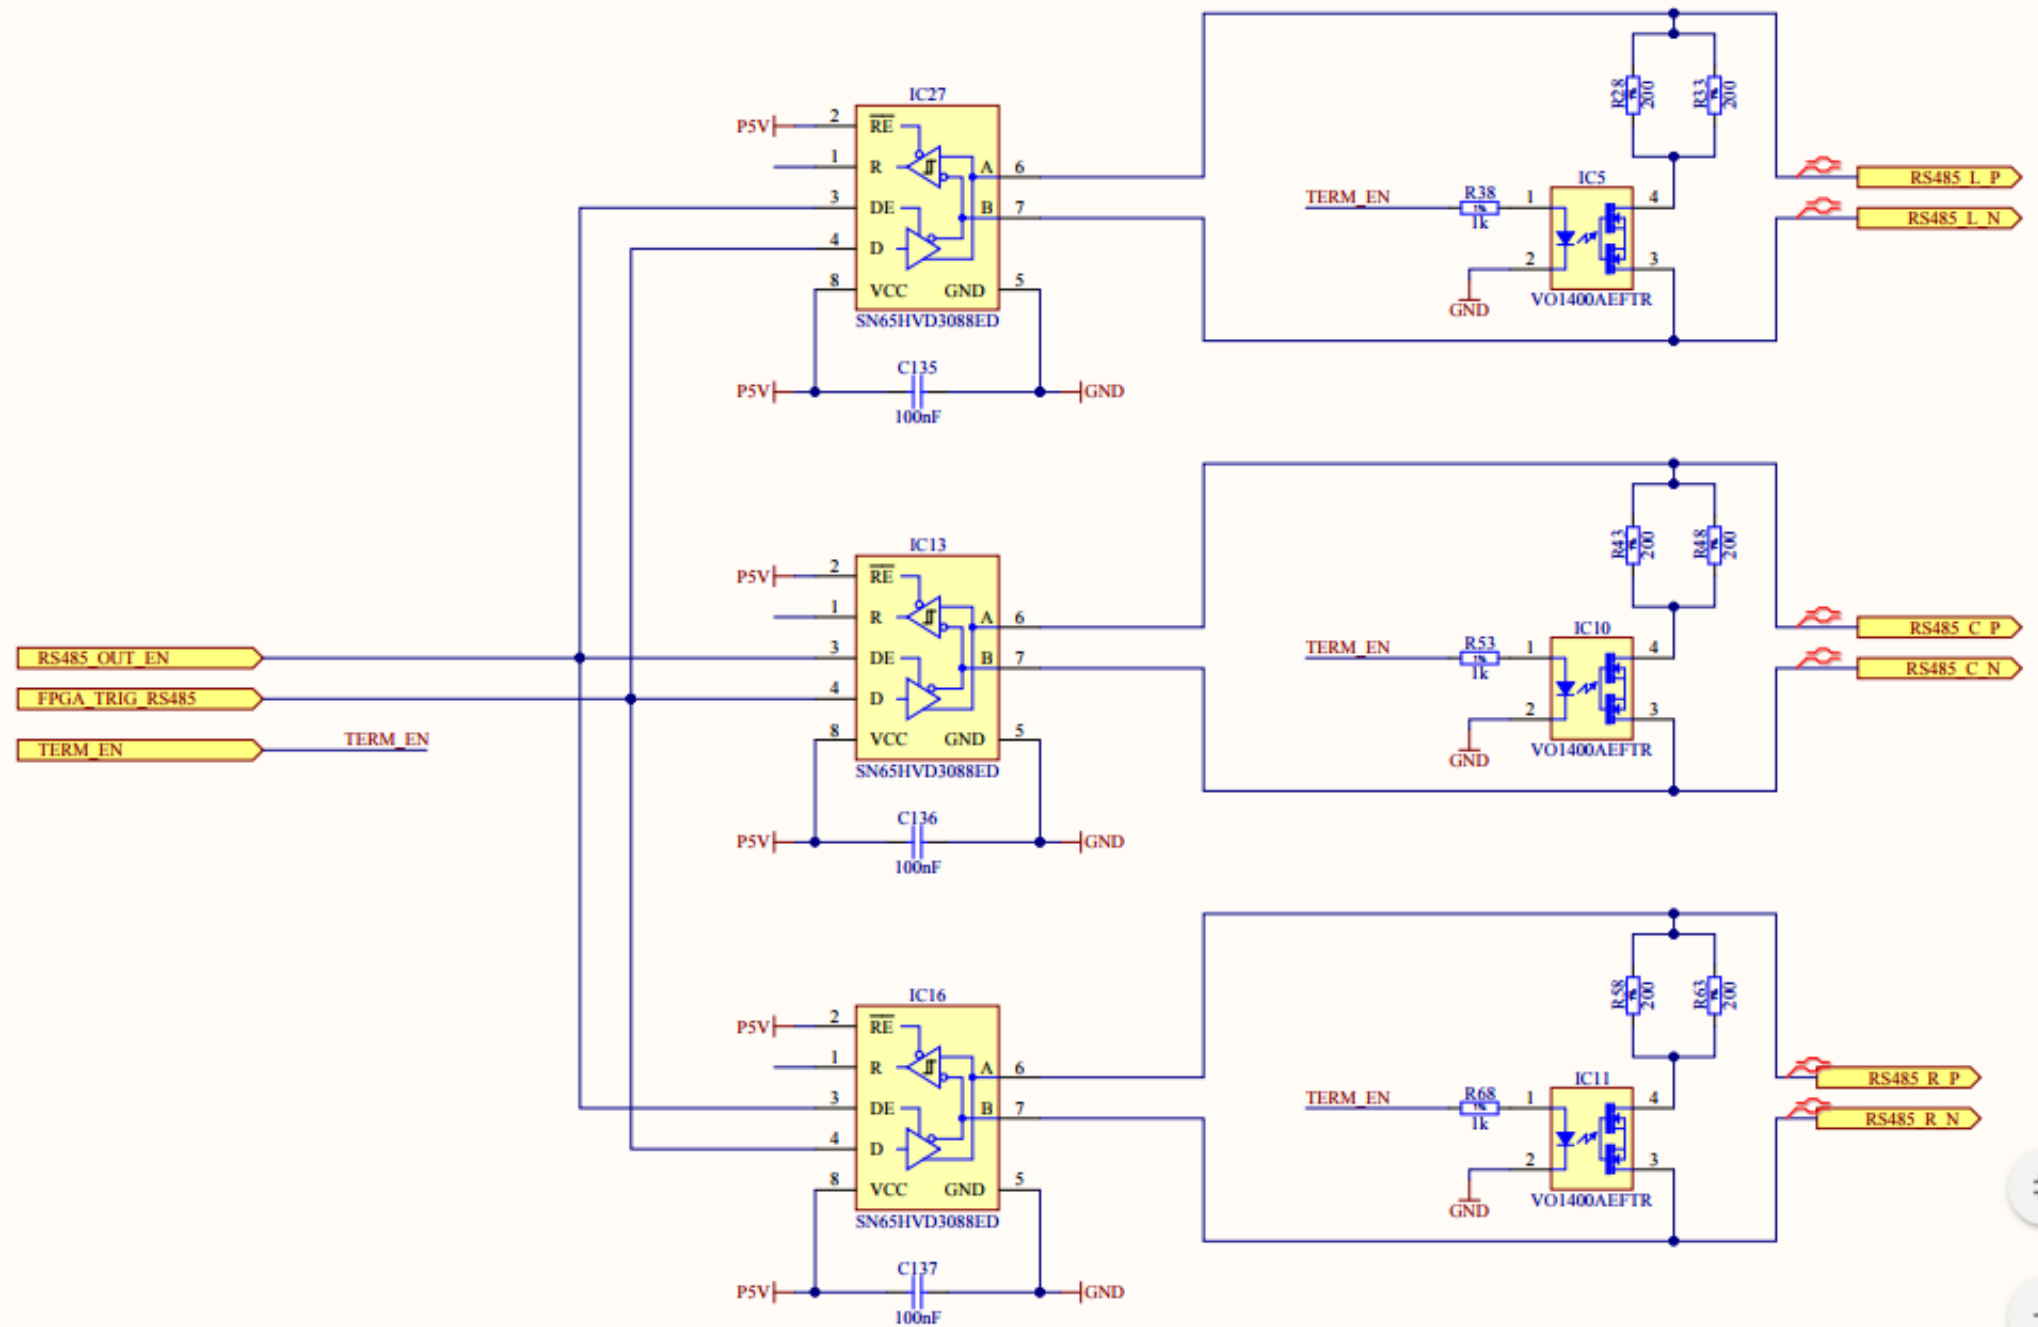 IC27
P5V
2
RE
1
R
3
DE
4
D
8
VCC
A
6
B
7
GND
5
SN65HVD3088ED
P5V
C135
100nF
GND
R28
200
R33
200
TERM_EN
R38
1k
IC5
1
2
4
3
GND
VO1400AEFTR
RS485_L_P
RS485_L_N
RS485_OUT_EN
FPGA_TRIG_RS485
TERM_EN
TERM_EN
IC13
P5V
2
RE
1
R
3
DE
4
D
8
VCC
A
6
B
7
GND
5
SN65HVD3088ED
P5V
C136
100nF
GND
R43
200
R48
200
TERM_EN
R53
1k
IC10
1
2
4
3
GND
VO1400AEFTR
RS485_C_P
RS485_C_N
IC16
P5V
2
RE
1
R
3
DE
4
D
8
VCC
A
6
B
7
GND
5
SN65HVD3088ED
P5V
C137
100nF
GND
R58
200
R63
200
TERM_EN
R68
1k
IC11
1
2
4
3
GND
VO1400AEFTR
RS485_R_P
RS485_R_N